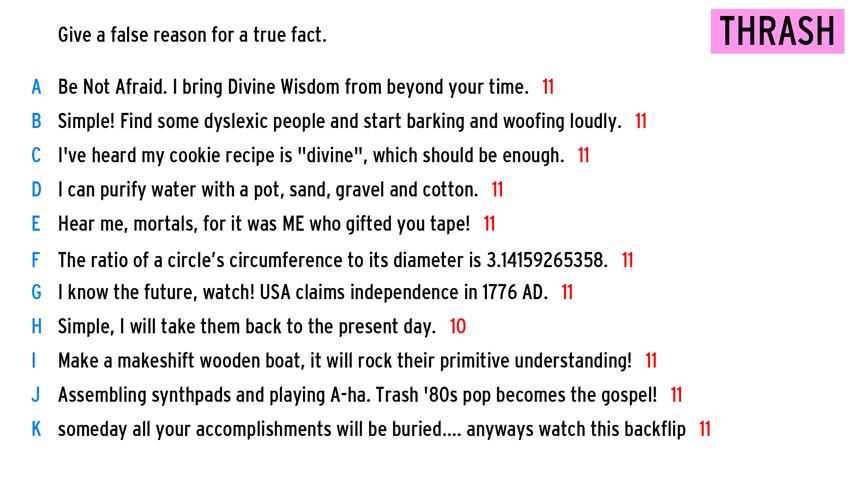 Give a false reason for a true fact.
THRASH
A Be Not Afraid. I bring Divine Wisdom from beyond your time. 11
B Simple! Find some dyslexic people and start barking and woofing loudly. 11
C I've heard my cookie recipe is "divine", which should be enough. 11
D I can purify water with a pot, sand, gravel and cotton. 11
E Hear me, mortals, for it was ME who gifted you tape! 11
F The ratio of a circle’s circumference to its diameter is 3.14159265358. 11
G I know the future, watch! USA claims independence in 1776 AD. 11
H Simple, I will take them back to the present day. 10
I Make a makeshift wooden boat, it will rock their primitive understanding! 11
J Assembling synthpads and playing A-ha. Trash '80s pop becomes the gospel! 11
K someday all your accomplishments will be buried.... anyways watch this backflip 11